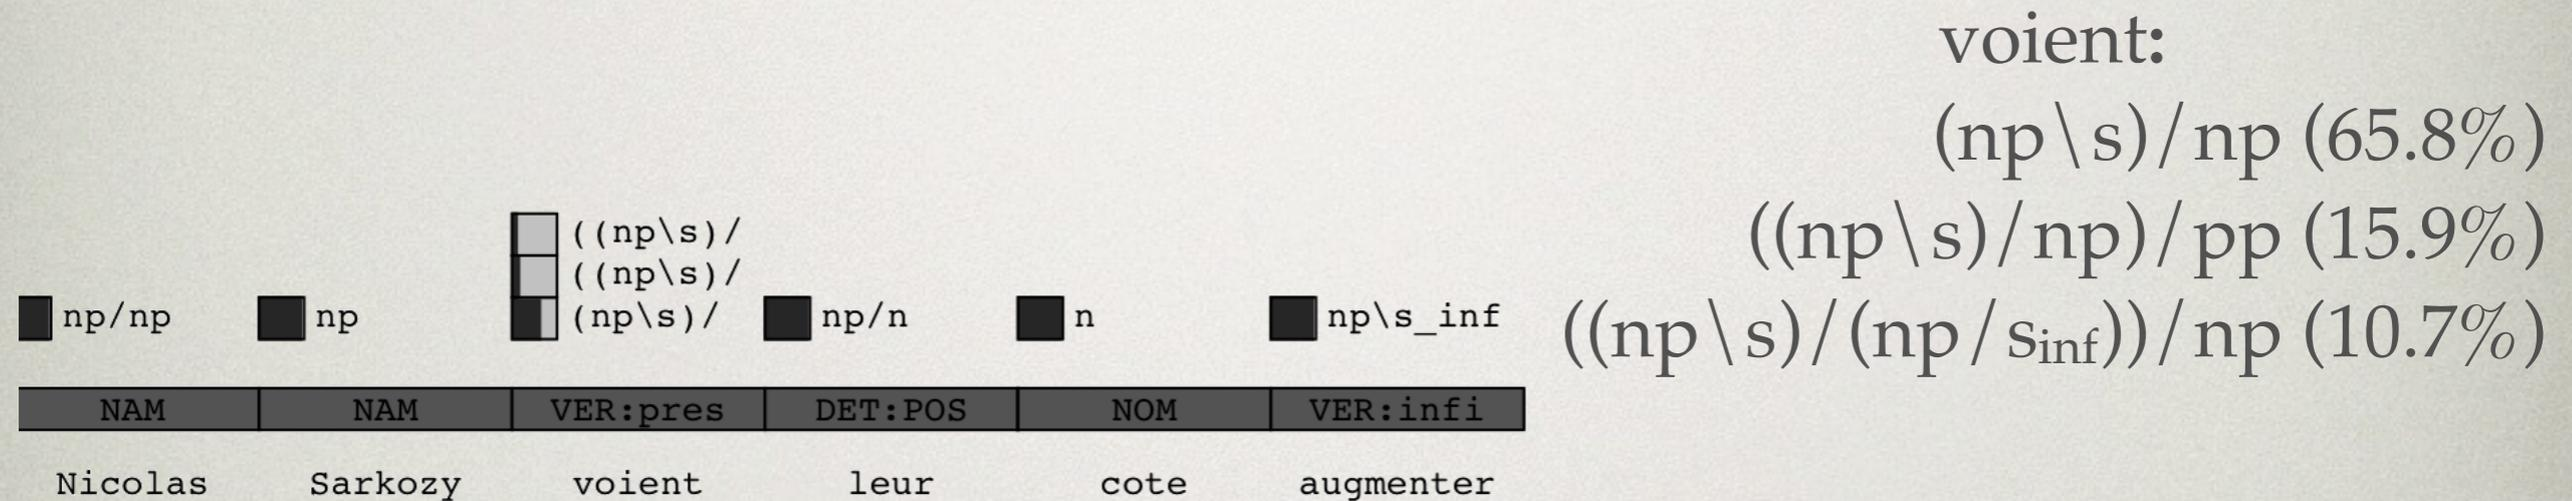 voient:
(np\s)/np (65.8%)
((np\s)/np)/pp (15.9%)
((np\s)/(np/sinf))/np (10.7%)
((np\s)/
((np\s)/
np/np np (np\s)/ np/n n np\s_inf
NAM NAM VER:pres DET:POS NOM VER:infi
Nicolas Sarkozy voient leur cote augmenter